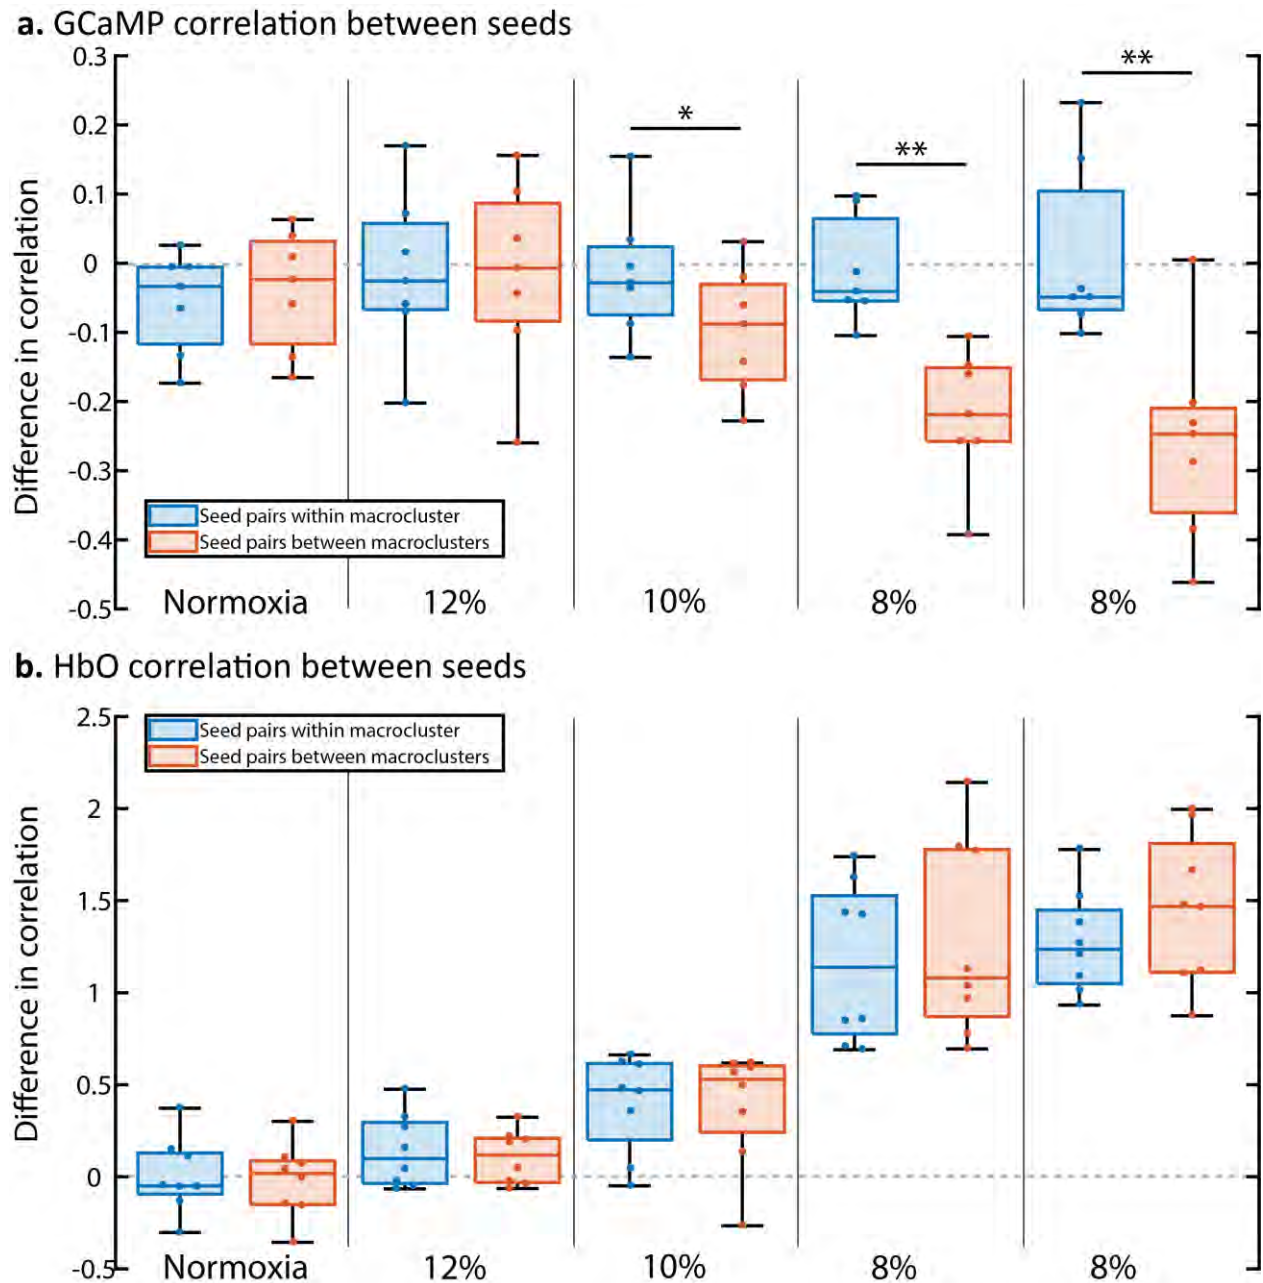 a. GCaMP correlation between seeds
0.3
0.2
0.1
0
-0.1
-0.2
-0.3
-0.4
-0.5
Difference in correlation
*
**
**
Seed pairs within macrocluster
Seed pairs between macroclusters
Normoxia 12% 10% 8% 8%
b. HbO correlation between seeds
2.5
2
1.5
1
0.5
0
-0.5
Difference in correlation
Seed pairs within macrocluster
Seed pairs between macroclusters
Normoxia 12% 10% 8% 8%